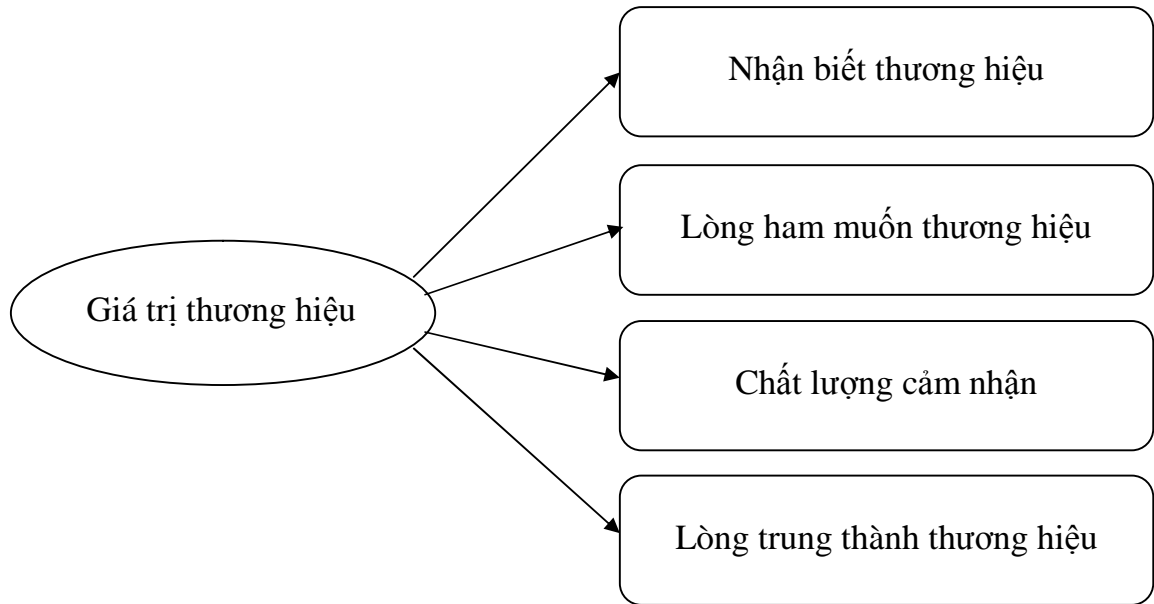 Nhận biết thương hiệu
Lòng ham muốn thương hiệu
Giá trị thương hiệu
Chất lượng cảm nhận
Lòng trung thành thương hiệu